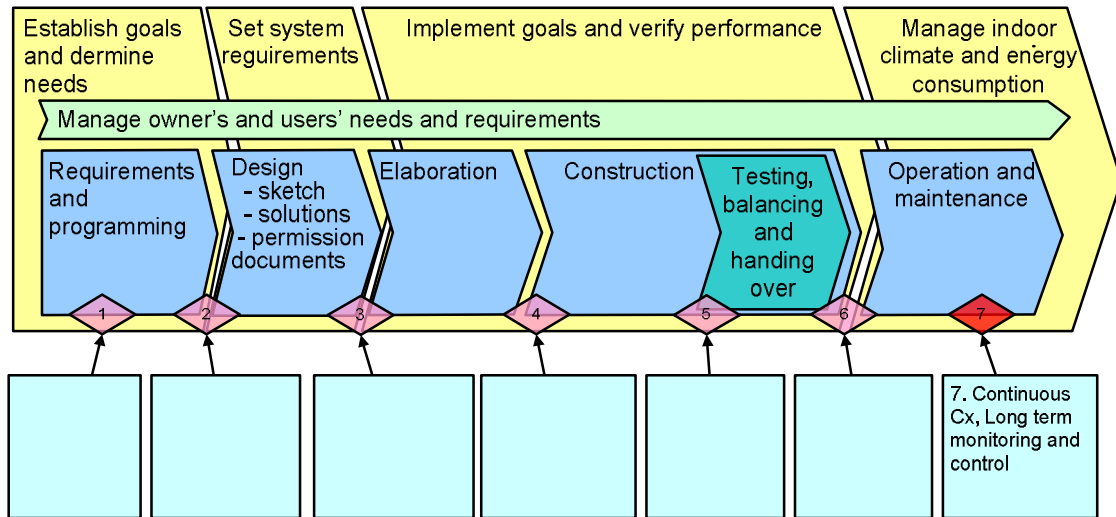 Establish goals
and dermine
needs
Set system
reguirements
Implement goals and verify performance
Manage indoor
climate and energy
consumption
Manage owner's and users' needs and requirements
Requirements
and
programming
Design
- sketch
- solutions
- permission
documents
Elaboration
Construction
Testing,
balancing
and
handing
over
Operation and
maintenance
1
2
3
4
5
6
7
7. Continuous
Cx, Long term
monitoring and
control